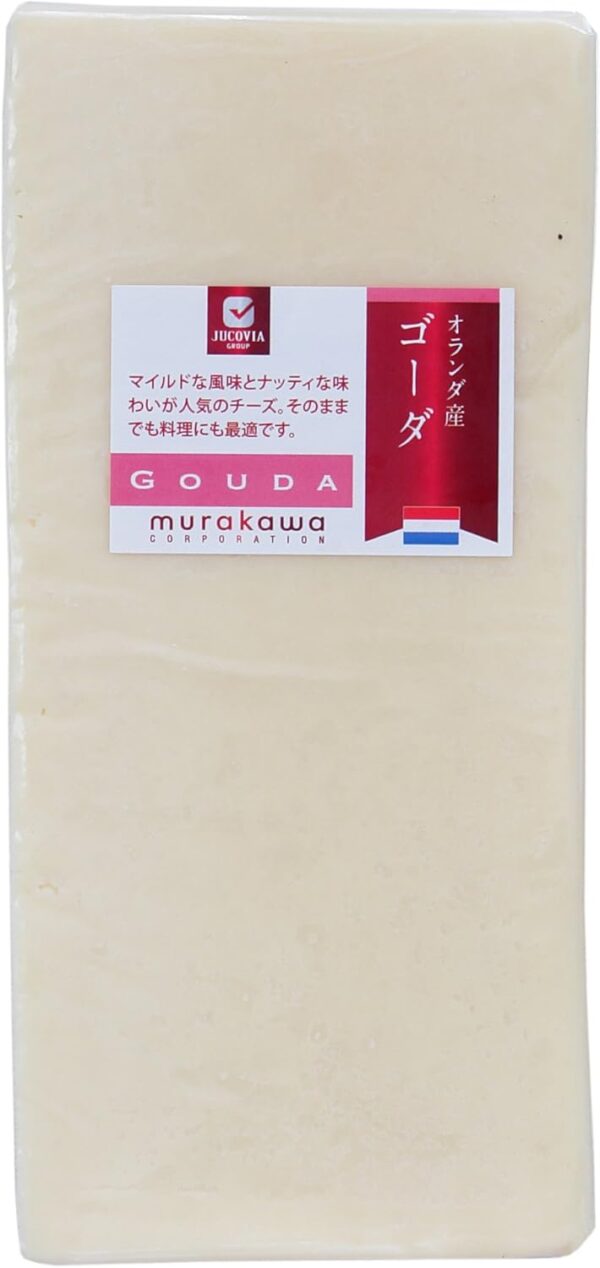 JUCOVIA
GROUP
マイルドな風味とナッティな味
わいが人気のチーズ。そのまま
でも料理にも最適です。
GOUDA
murakawa
CORPORATION
オランダ産
ゴーダ